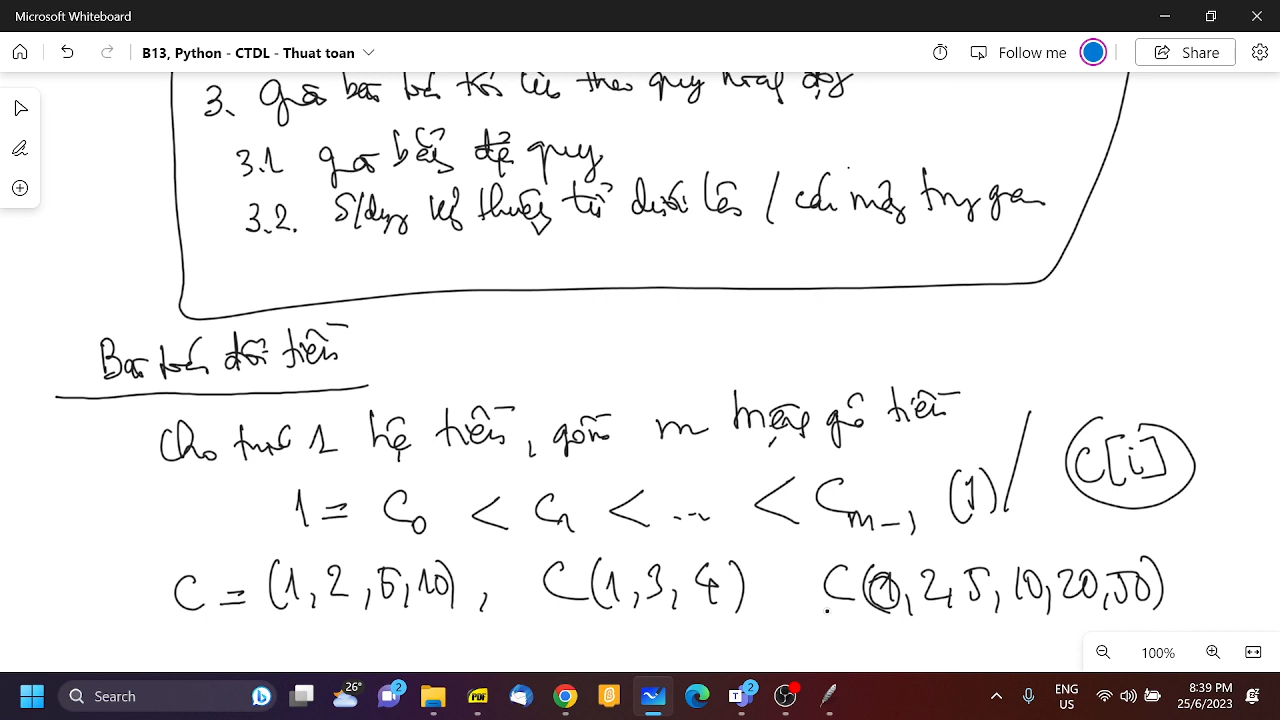 Microsoft Whiteboard
B13, Python - CTDL - Thuat toan
Follow me
Share
3. Giải bài toán tối ưu theo quy hoạch động
3.1 giải bằng đệ quy
3.2. S/dụng kỹ thuật từ dưới lên / cài mảng trung gian
Bài toán đổi tiền
Cho trước 1 hệ tiền, gồm m mệnh giá tiền
1 = C0 < C1 < ... < Cm-1 (1) / C[i]
C = (1, 2, 5, 10), C(1, 3, 4) C(1, 2, 5, 10, 20, 50)
100%
Search
26°
2
2
ENG
US
8:39 PM
25/6/2023